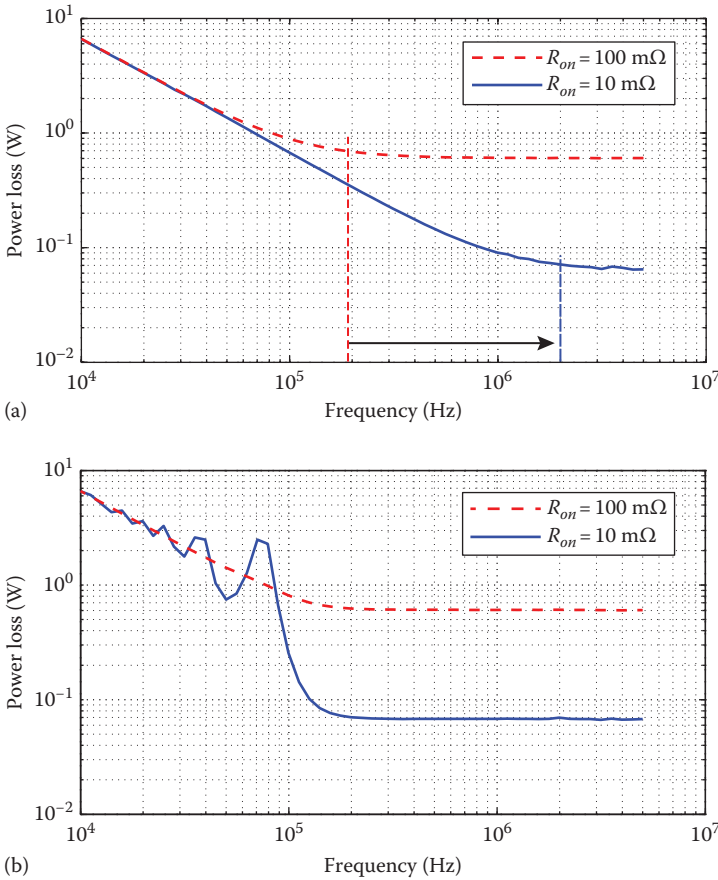 10^1
10^0
10^−1
10^−2
Power loss (W)
R_on = 100 mΩ
R_on = 10 mΩ
10^4 10^5 10^6 10^7
Frequency (Hz)
(a)
10^1
10^0
10^−1
10^−2
Power loss (W)
R_on = 100 mΩ
R_on = 10 mΩ
10^4 10^5 10^6 10^7
Frequency (Hz)
(b)